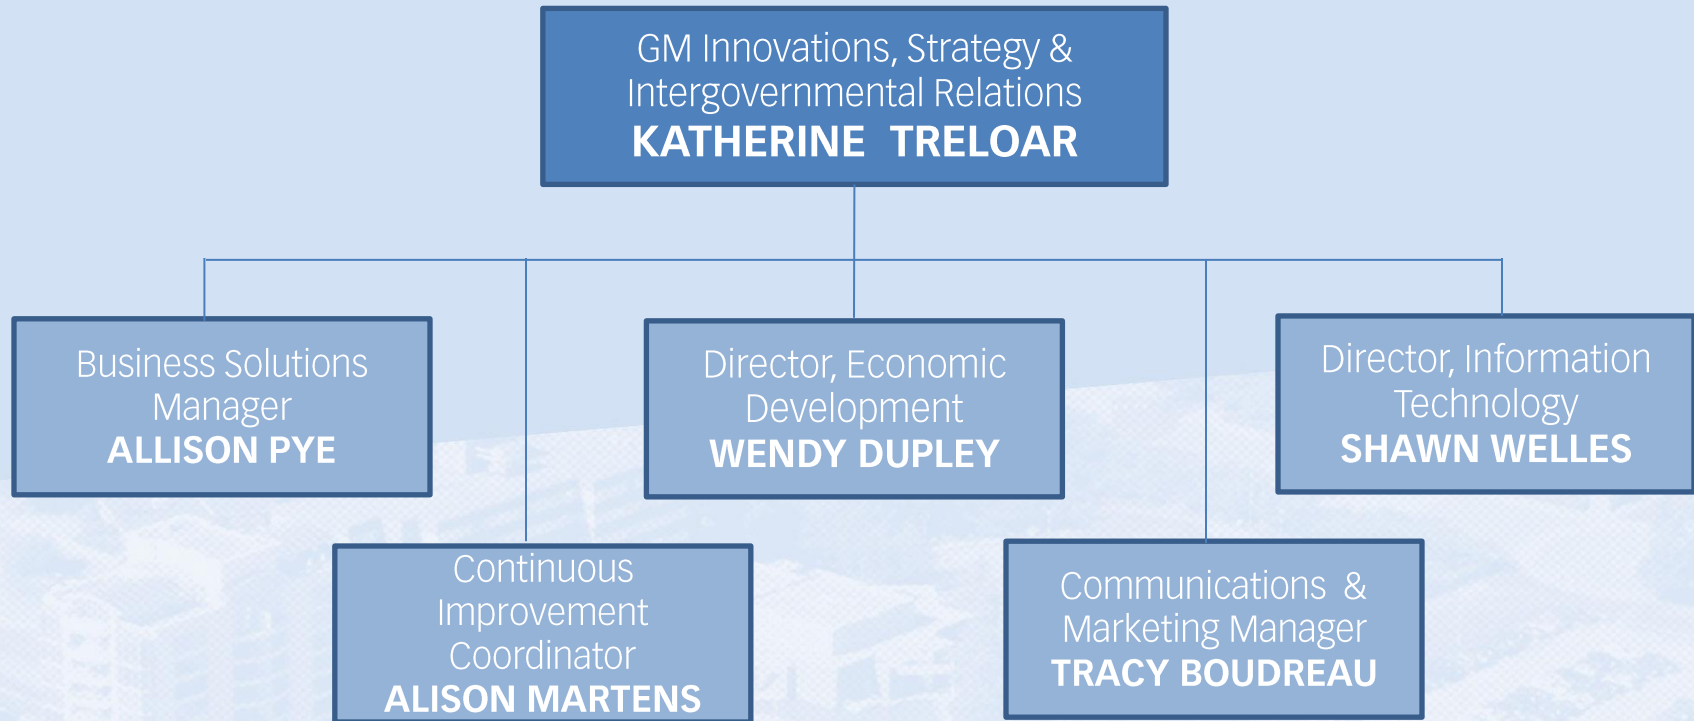 GM Innovations, Strategy &
Intergovernmental Relations
KATHERINE TRELOAR
Business Solutions
Manager
ALLISON PYE
Director, Economic
Development
WENDY DUPLEY
Director, Information
Technology
SHAWN WELLES
Continuous
Improvement
Coordinator
ALISON MARTENS
Communications &
Marketing Manager
TRACY BOUDREAU